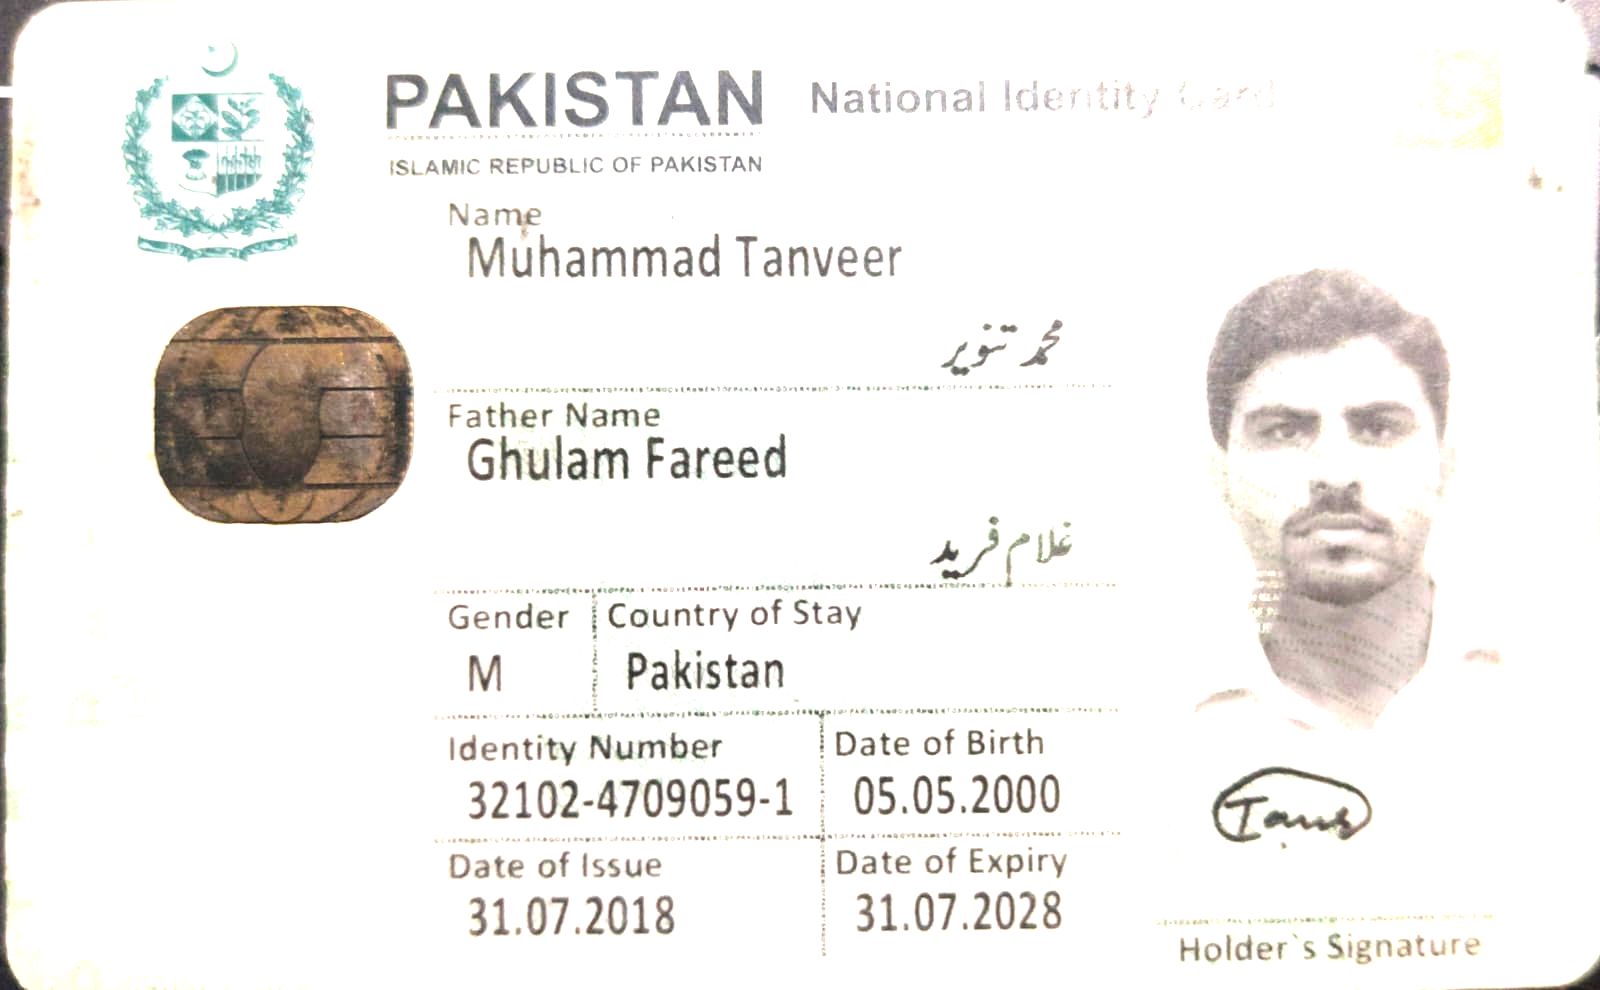 PAKISTAN National Identity Card
ISLAMIC REPUBLIC OF PAKISTAN
Name
Muhammad Tanveer
محمد تنویر
Father Name
Ghulam Fareed
غلام فرید
Gender Country of Stay
M Pakistan
Identity Number Date of Birth
32102-4709059-1 05.05.2000
Date of Issue Date of Expiry
31.07.2018 31.07.2028
Holder`s Signature